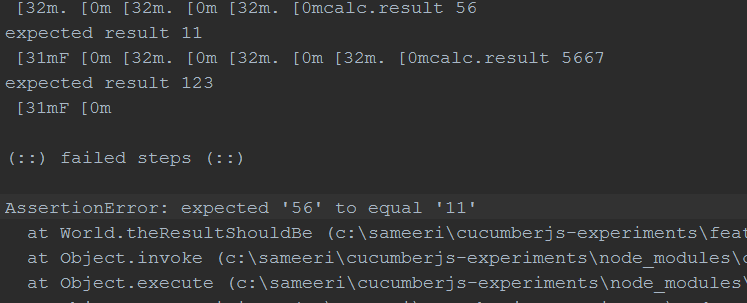 [32m. [0m [32m. [0m [32m. [0mcalc.result 56
expected result 11
[31mF [0m [32m. [0m [32m. [0m [32m. [0mcalc.result 5667
expected result 123
[31mF [0m
(::) failed steps (::)
AssertionError: expected '56' to equal '11'
at World.theResultShouldBe (c:\sameeri\cucumberjs-experiments\feat
at Object.invoke (c:\sameeri\cucumberjs-experiments\node_modules\c
at Object.execute (c:\sameeri\cucumberjs-experiments\node_modules\